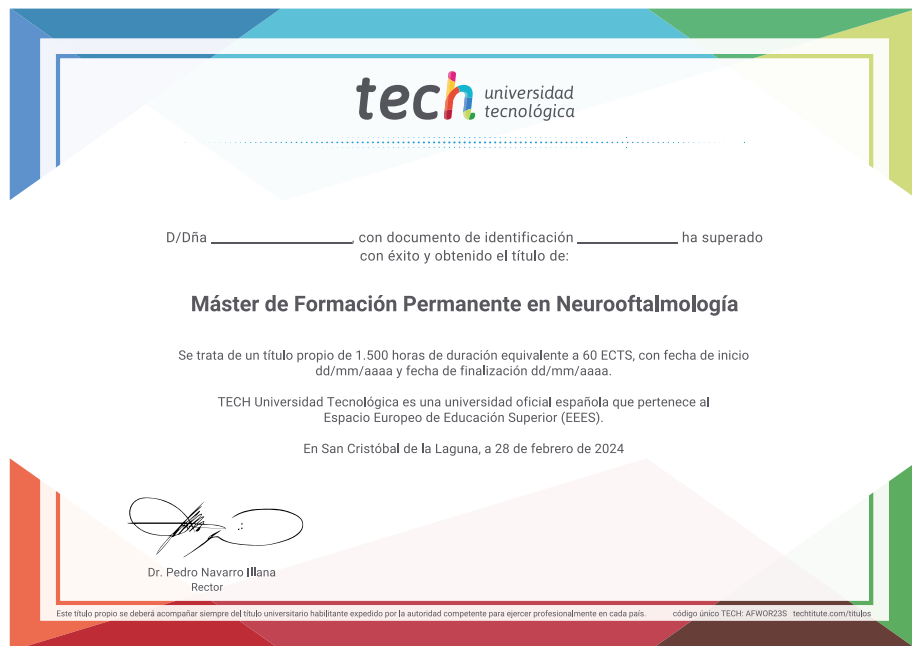 tech universidad
tecnológica
D/Dña ______________, con documento de identificación __________ ha superado
con éxito y obtenido el título de:
Máster de Formación Permanente en Neurooftalmología
Se trata de un título propio de 1.500 horas de duración equivalente a 60 ECTS, con fecha de inicio
dd/mm/aaaa y fecha de finalización dd/mm/aaaa.
TECH Universidad Tecnológica es una universidad oficial española que pertenece al
Espacio Europeo de Educación Superior (EEES).
En San Cristóbal de la Laguna, a 28 de febrero de 2024
Dr. Pedro Navarro Illana
Rector
Este título propio se deberá acompañar siempre del título universitario habilitante expedido por la autoridad competente para ejercer profesionalmente en cada país. código único TECH: AFWOR23S techtitute.com/titulos